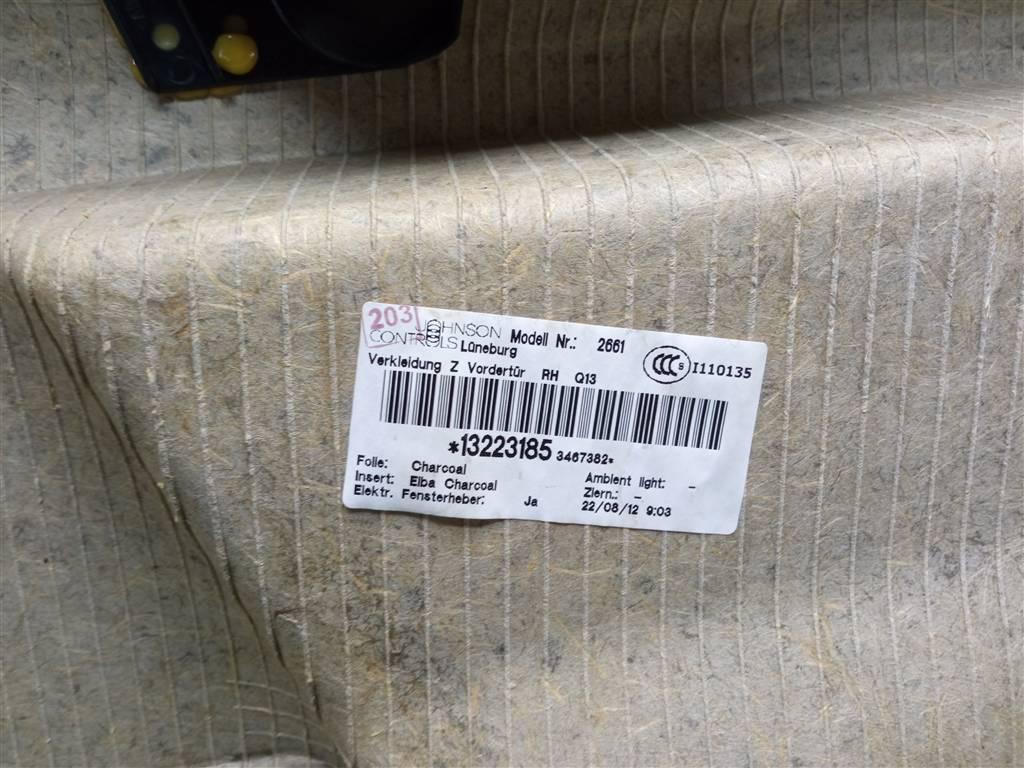 203
JOHNSON
CONTROLS Lüneburg Modell Nr.: 2661
CCC S I110135
Verkleidung Z Vordertür RH Q13
*13223185 3467382*
Folie: Charcoal
Insert: Elba Charcoal
Elektr. Fensterheber: Ja
Ambient light: -
Ziern.: -
22/08/12 9:03